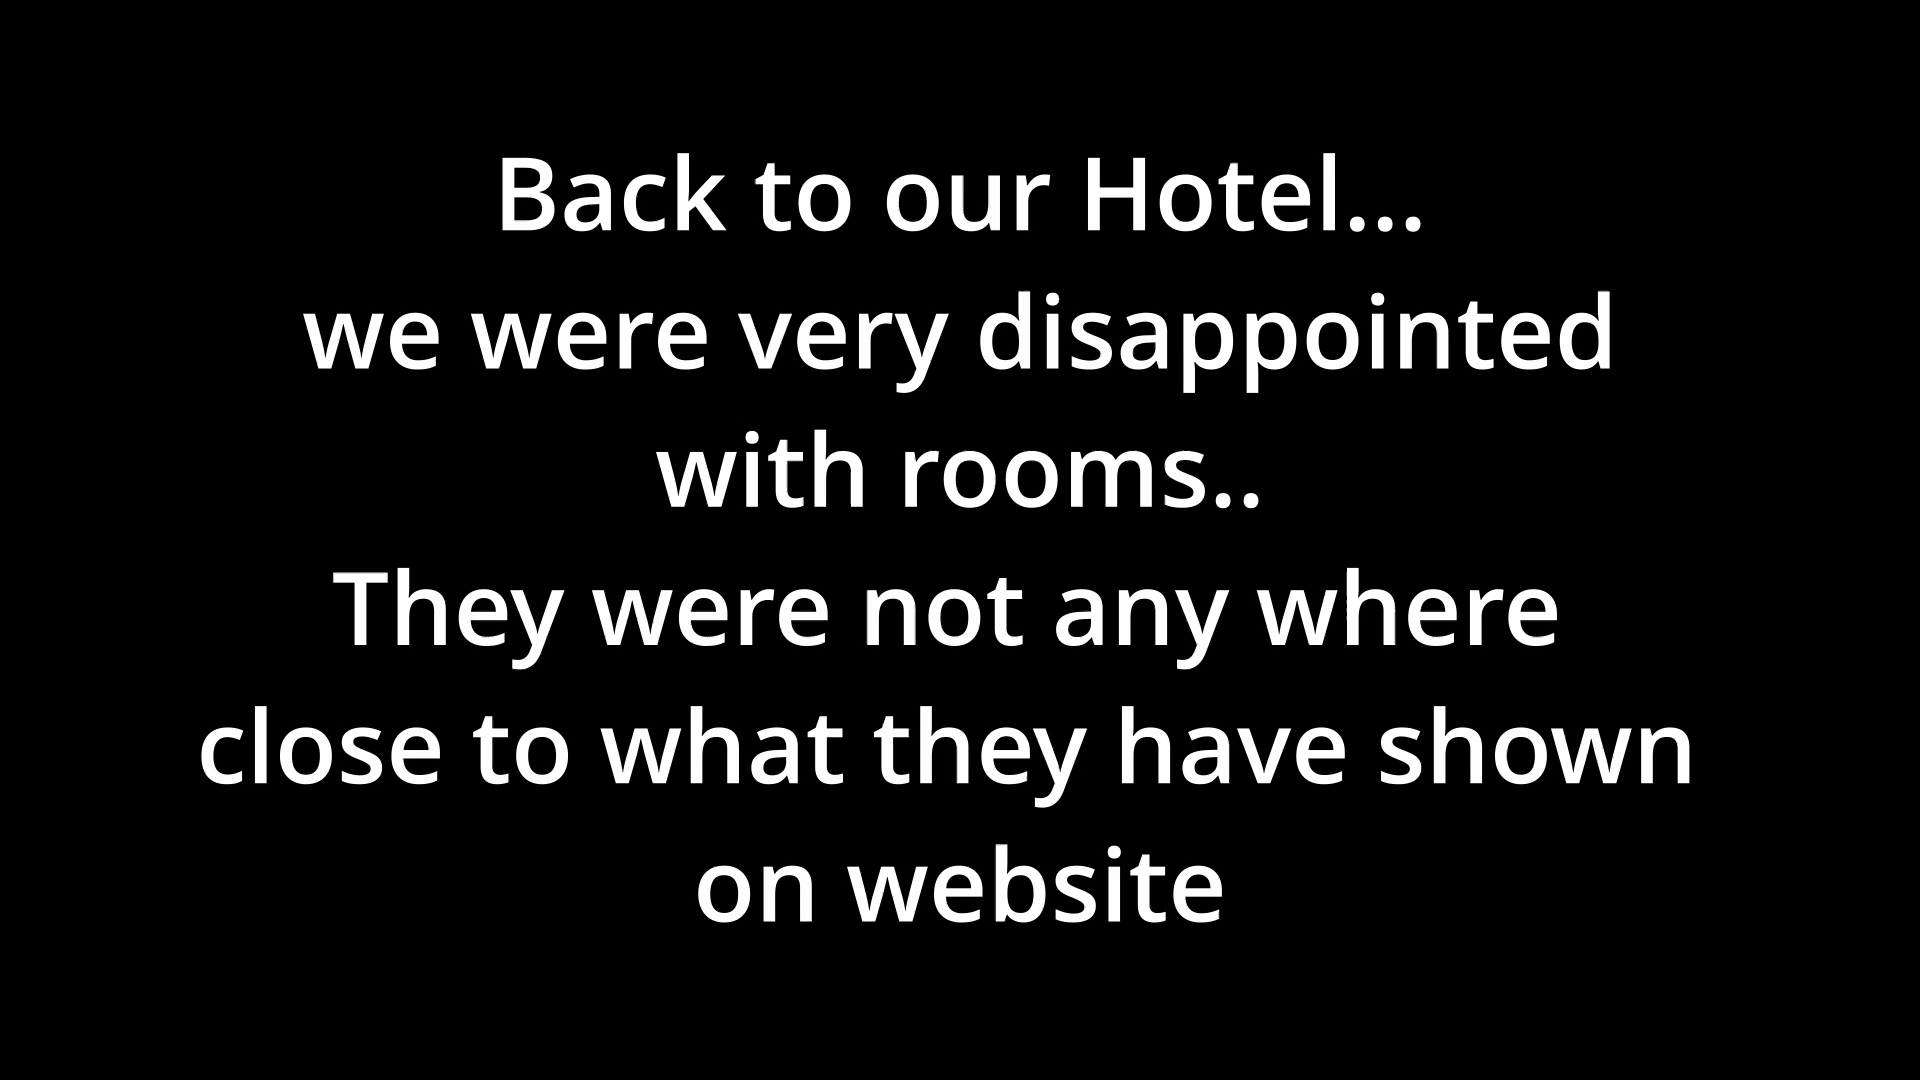 Back to our Hotel...
we were very disappointed
with rooms..
They were not any where
close to what they have shown
on website